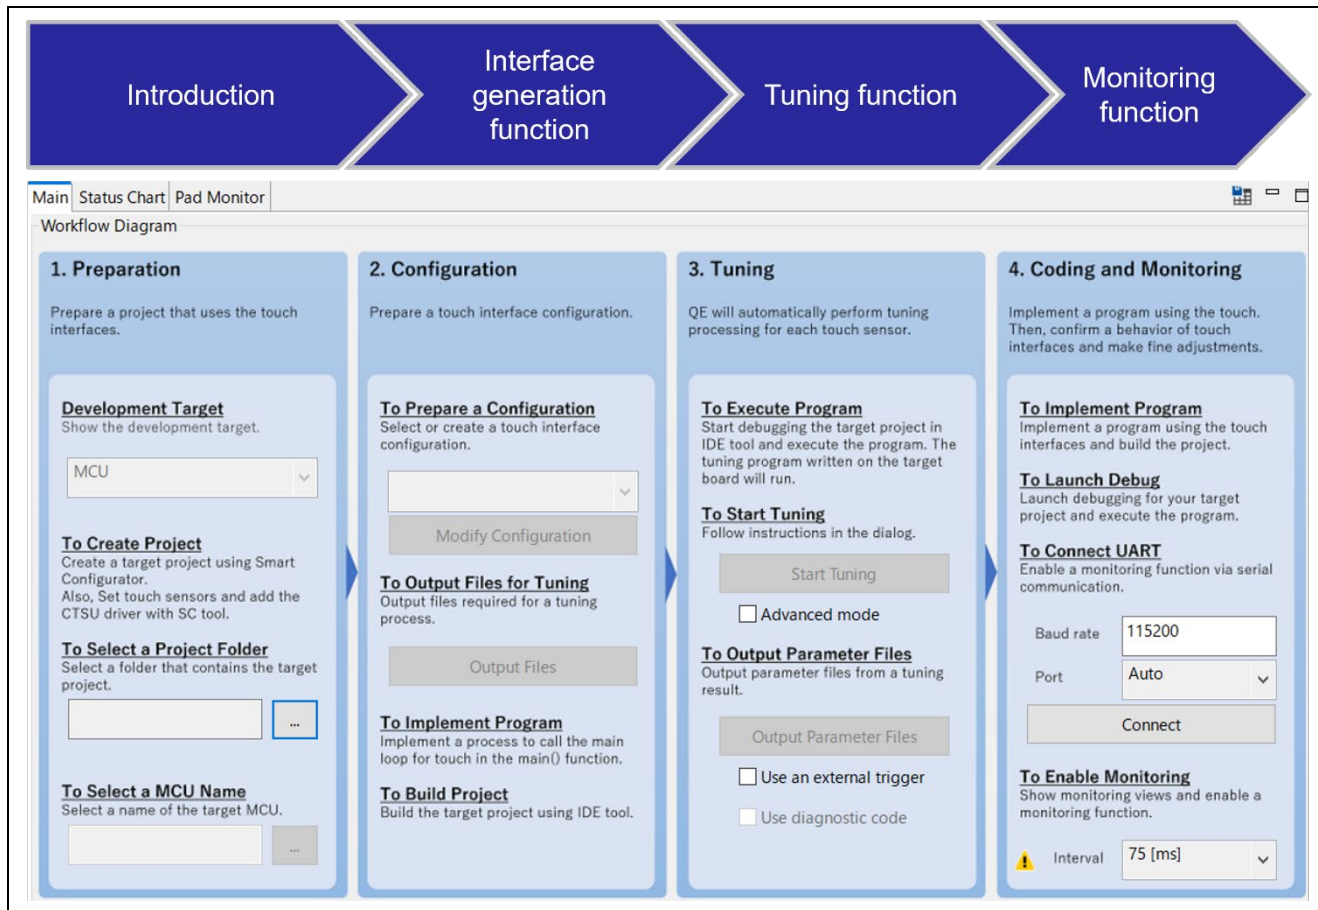 Introduction
Interface
generation
function
Tuning function
Monitoring
function
Main
Status Chart
Pad Monitor
Workflow Diagram
1. Preparation
Prepare a project that uses the touch
interfaces.
Development Target
Show the development target.
MCU
To Create Project
Create a target project using Smart
Configurator.
Also, Set touch sensors and add the
CTSU driver with SC tool.
To Select a Project Folder
Select a folder that contains the target
project.
...
To Select a MCU Name
Select a name of the target MCU.
...
2. Configuration
Prepare a touch interface configuration.
To Prepare a Configuration
Select or create a touch interface
configuration.
Modify Configuration
To Output Files for Tuning
Output files required for a tuning
process.
Output Files
To Implement Program
Implement a process to call the main
loop for touch in the main() function.
To Build Project
Build the target project using IDE tool.
3. Tuning
QE will automatically perform tuning
processing for each touch sensor.
To Execute Program
Start debugging the target project in
IDE tool and execute the program. The
tuning program written on the target
board will run.
To Start Tuning
Follow instructions in the dialog.
Start Tuning
Advanced mode
To Output Parameter Files
Output parameter files from a tuning
result.
Output Parameter Files
Use an external trigger
Use diagnostic code
4. Coding and Monitoring
Implement a program using the touch.
Then, confirm a behavior of touch
interfaces and make fine adjustments.
To Implement Program
Implement a program using the touch
interfaces and build the project.
To Launch Debug
Launch debugging for your target
project and execute the program.
To Connect UART
Enable a monitoring function via serial
communication.
Baud rate 115200
Port Auto
Connect
To Enable Monitoring
Show monitoring views and enable a
monitoring function.
Interval 75 [ms]